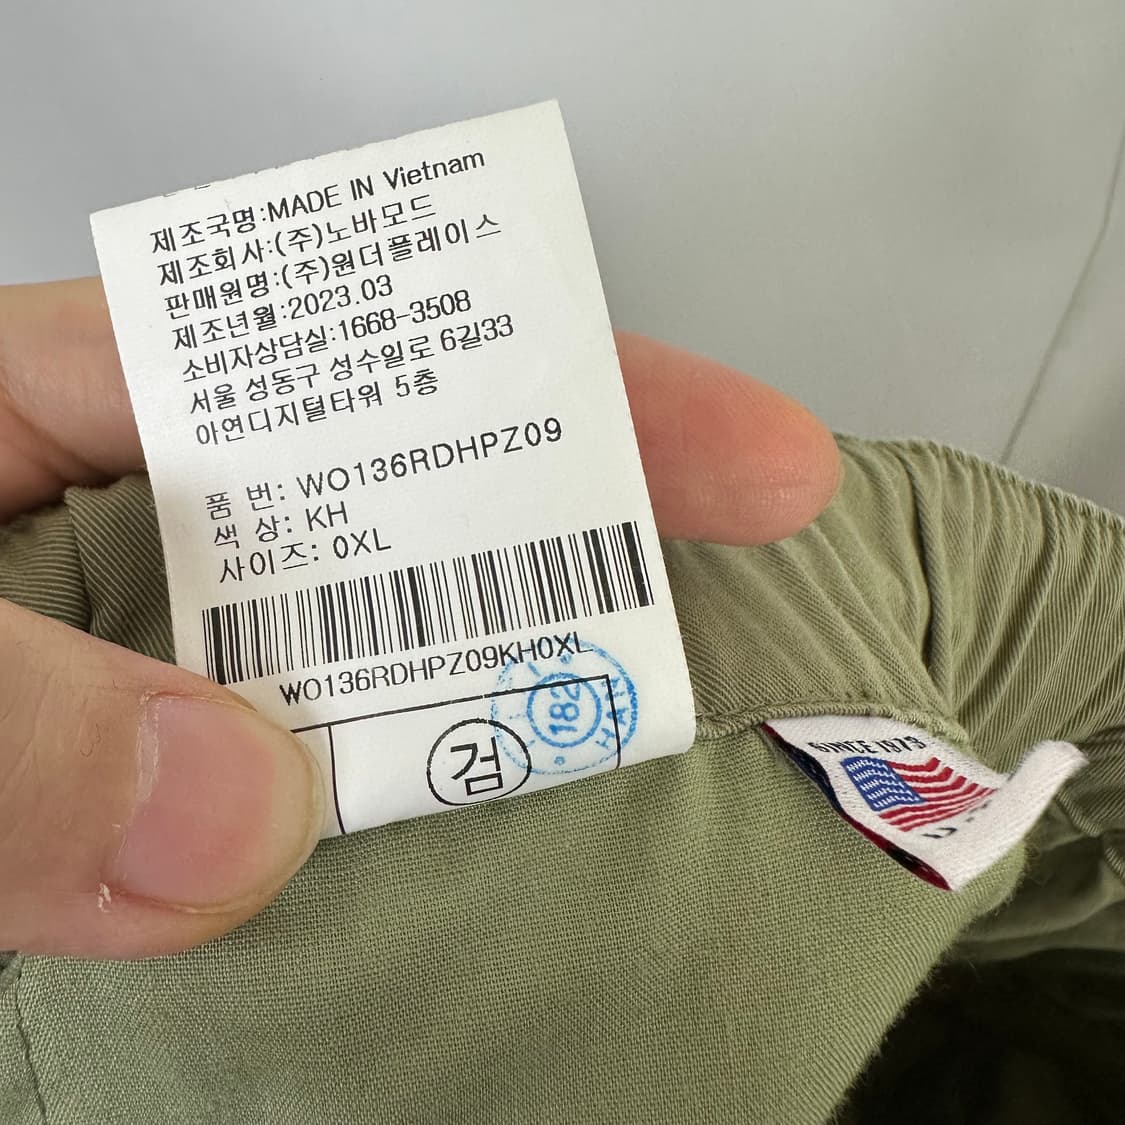 제조국명:MADE IN Vietnam
제조회사:(주)노바모드
판매원명:(주)원더플레이스
제조년월:2023.03
소비자상담실:1668-3508
서울 성동구 성수일로 6길33
아연디지털타워 5층
품 번: WO136RDHPZ09
색 상: KH
사이즈: 0XL
WO136RDHPZ09KH0XL
검
182
HAN
SINCE 1873